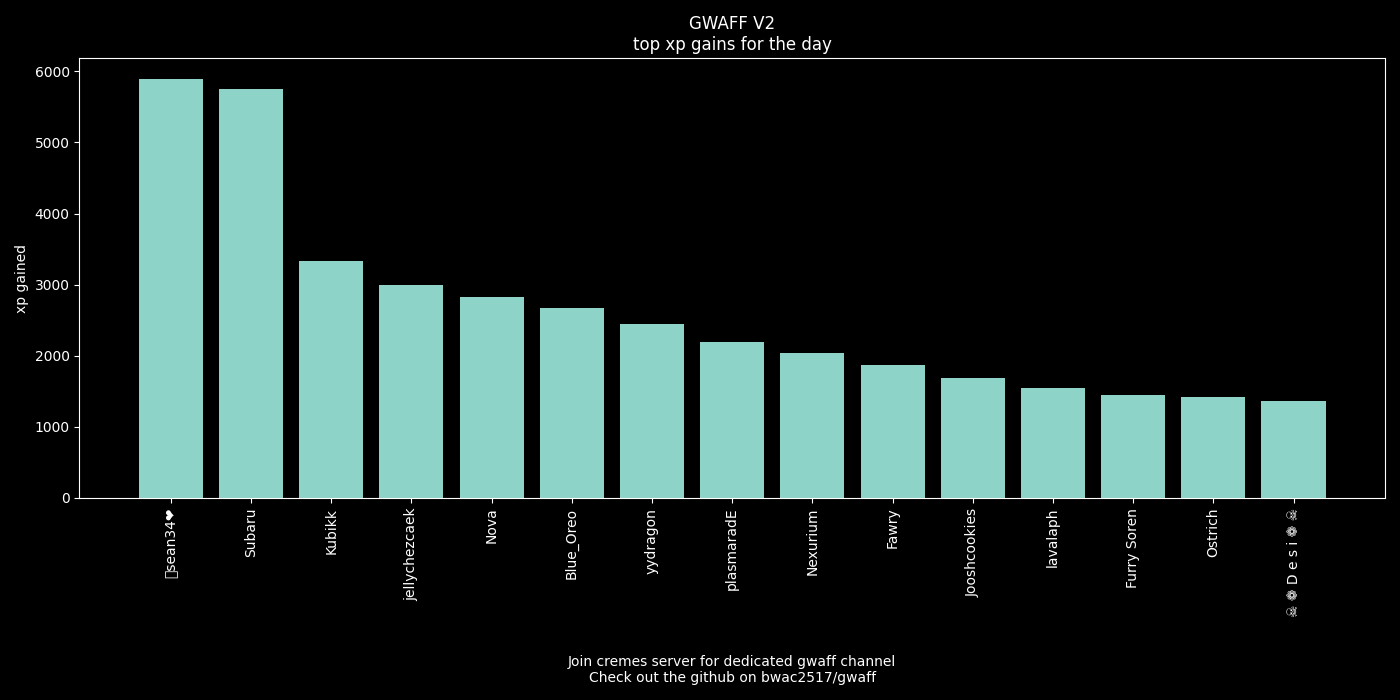 GWAFF V2
top xp gains for the day
6000
5000
4000
3000
2000
1000
0
xp gained
sean34❤
Subaru
Kubikk
jellychezcaek
Nova
Blue_Oreo
yydragon
plasmaradE
Nexurium
Fawry
Jooshcookies
lavalaph
Furry Soren
Ostrich
☠ ❁ D e s i ❁ ☠
Join cremes server for dedicated gwaff channel
Check out the github on bwac2517/gwaff